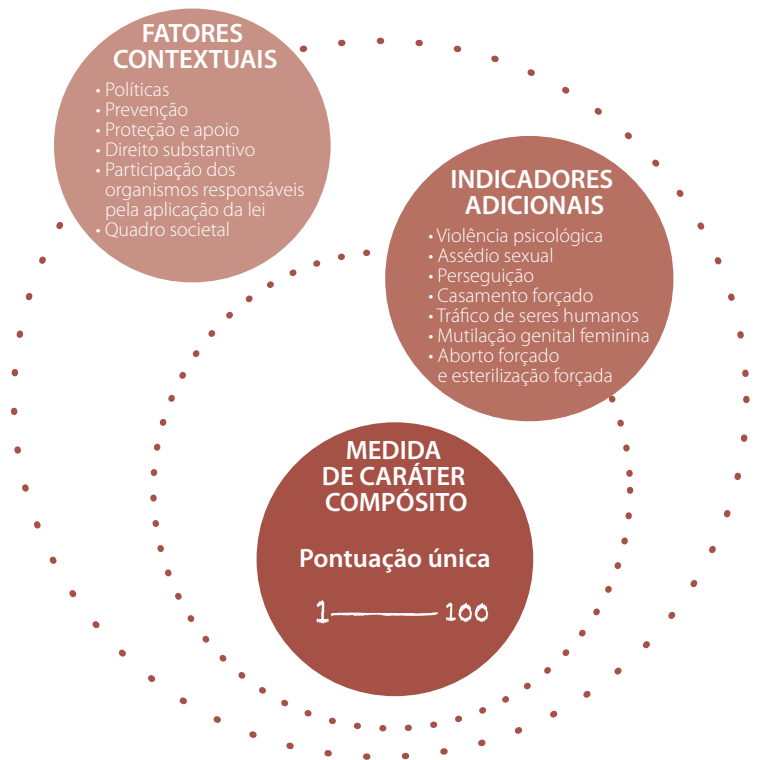 FATORES
CONTEXTUAIS
• Políticas
• Prevenção
• Proteção e apoio
• Direito substantivo
• Participação dos
organismos responsáveis
pela aplicação da lei
• Quadro societal
INDICADORES
ADICIONAIS
• Violência psicológica
• Assédio sexual
• Perseguição
• Casamento forçado
• Tráfico de seres humanos
• Mutilação genital feminina
• Aborto forçado
e esterilização forçada
MEDIDA
DE CARÁTER
COMPÓSITO
Pontuação única
1 100